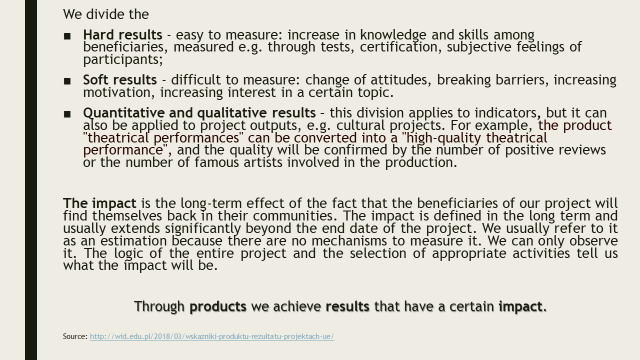 We divide the
■ Hard results - easy to measure: increase in knowledge and skills among
beneficiaries, measured e.g. through tests, certification, subjective feelings of
participants;
■ Soft results - difficult to measure: change of attitudes, breaking barriers, increasing
motivation, increasing interest in a certain topic.
■ Quantitative and qualitative results – this division applies to indicators, but it can
also be applied to project outputs, e.g. cultural projects. For example, the product
"theatrical performances" can be converted into a "high-quality theatrical
performance", and the quality will be confirmed by the number of positive reviews
or the number of famous artists involved in the production.
The impact is the long-term effect of the fact that the beneficiaries of our project will
find themselves back in their communities. The impact is defined in the long term and
usually extends significantly beyond the end date of the project. We usually refer to it
as an estimation because there are no mechanisms to measure it. We can only observe
it. The logic of the entire project and the selection of appropriate activities tell us
what the impact will be.
Through products we achieve results that have a certain impact.
Source: http://wid.edu.pl/2018/03/wskazniki-produktu-rezultatu-projektach-ue/